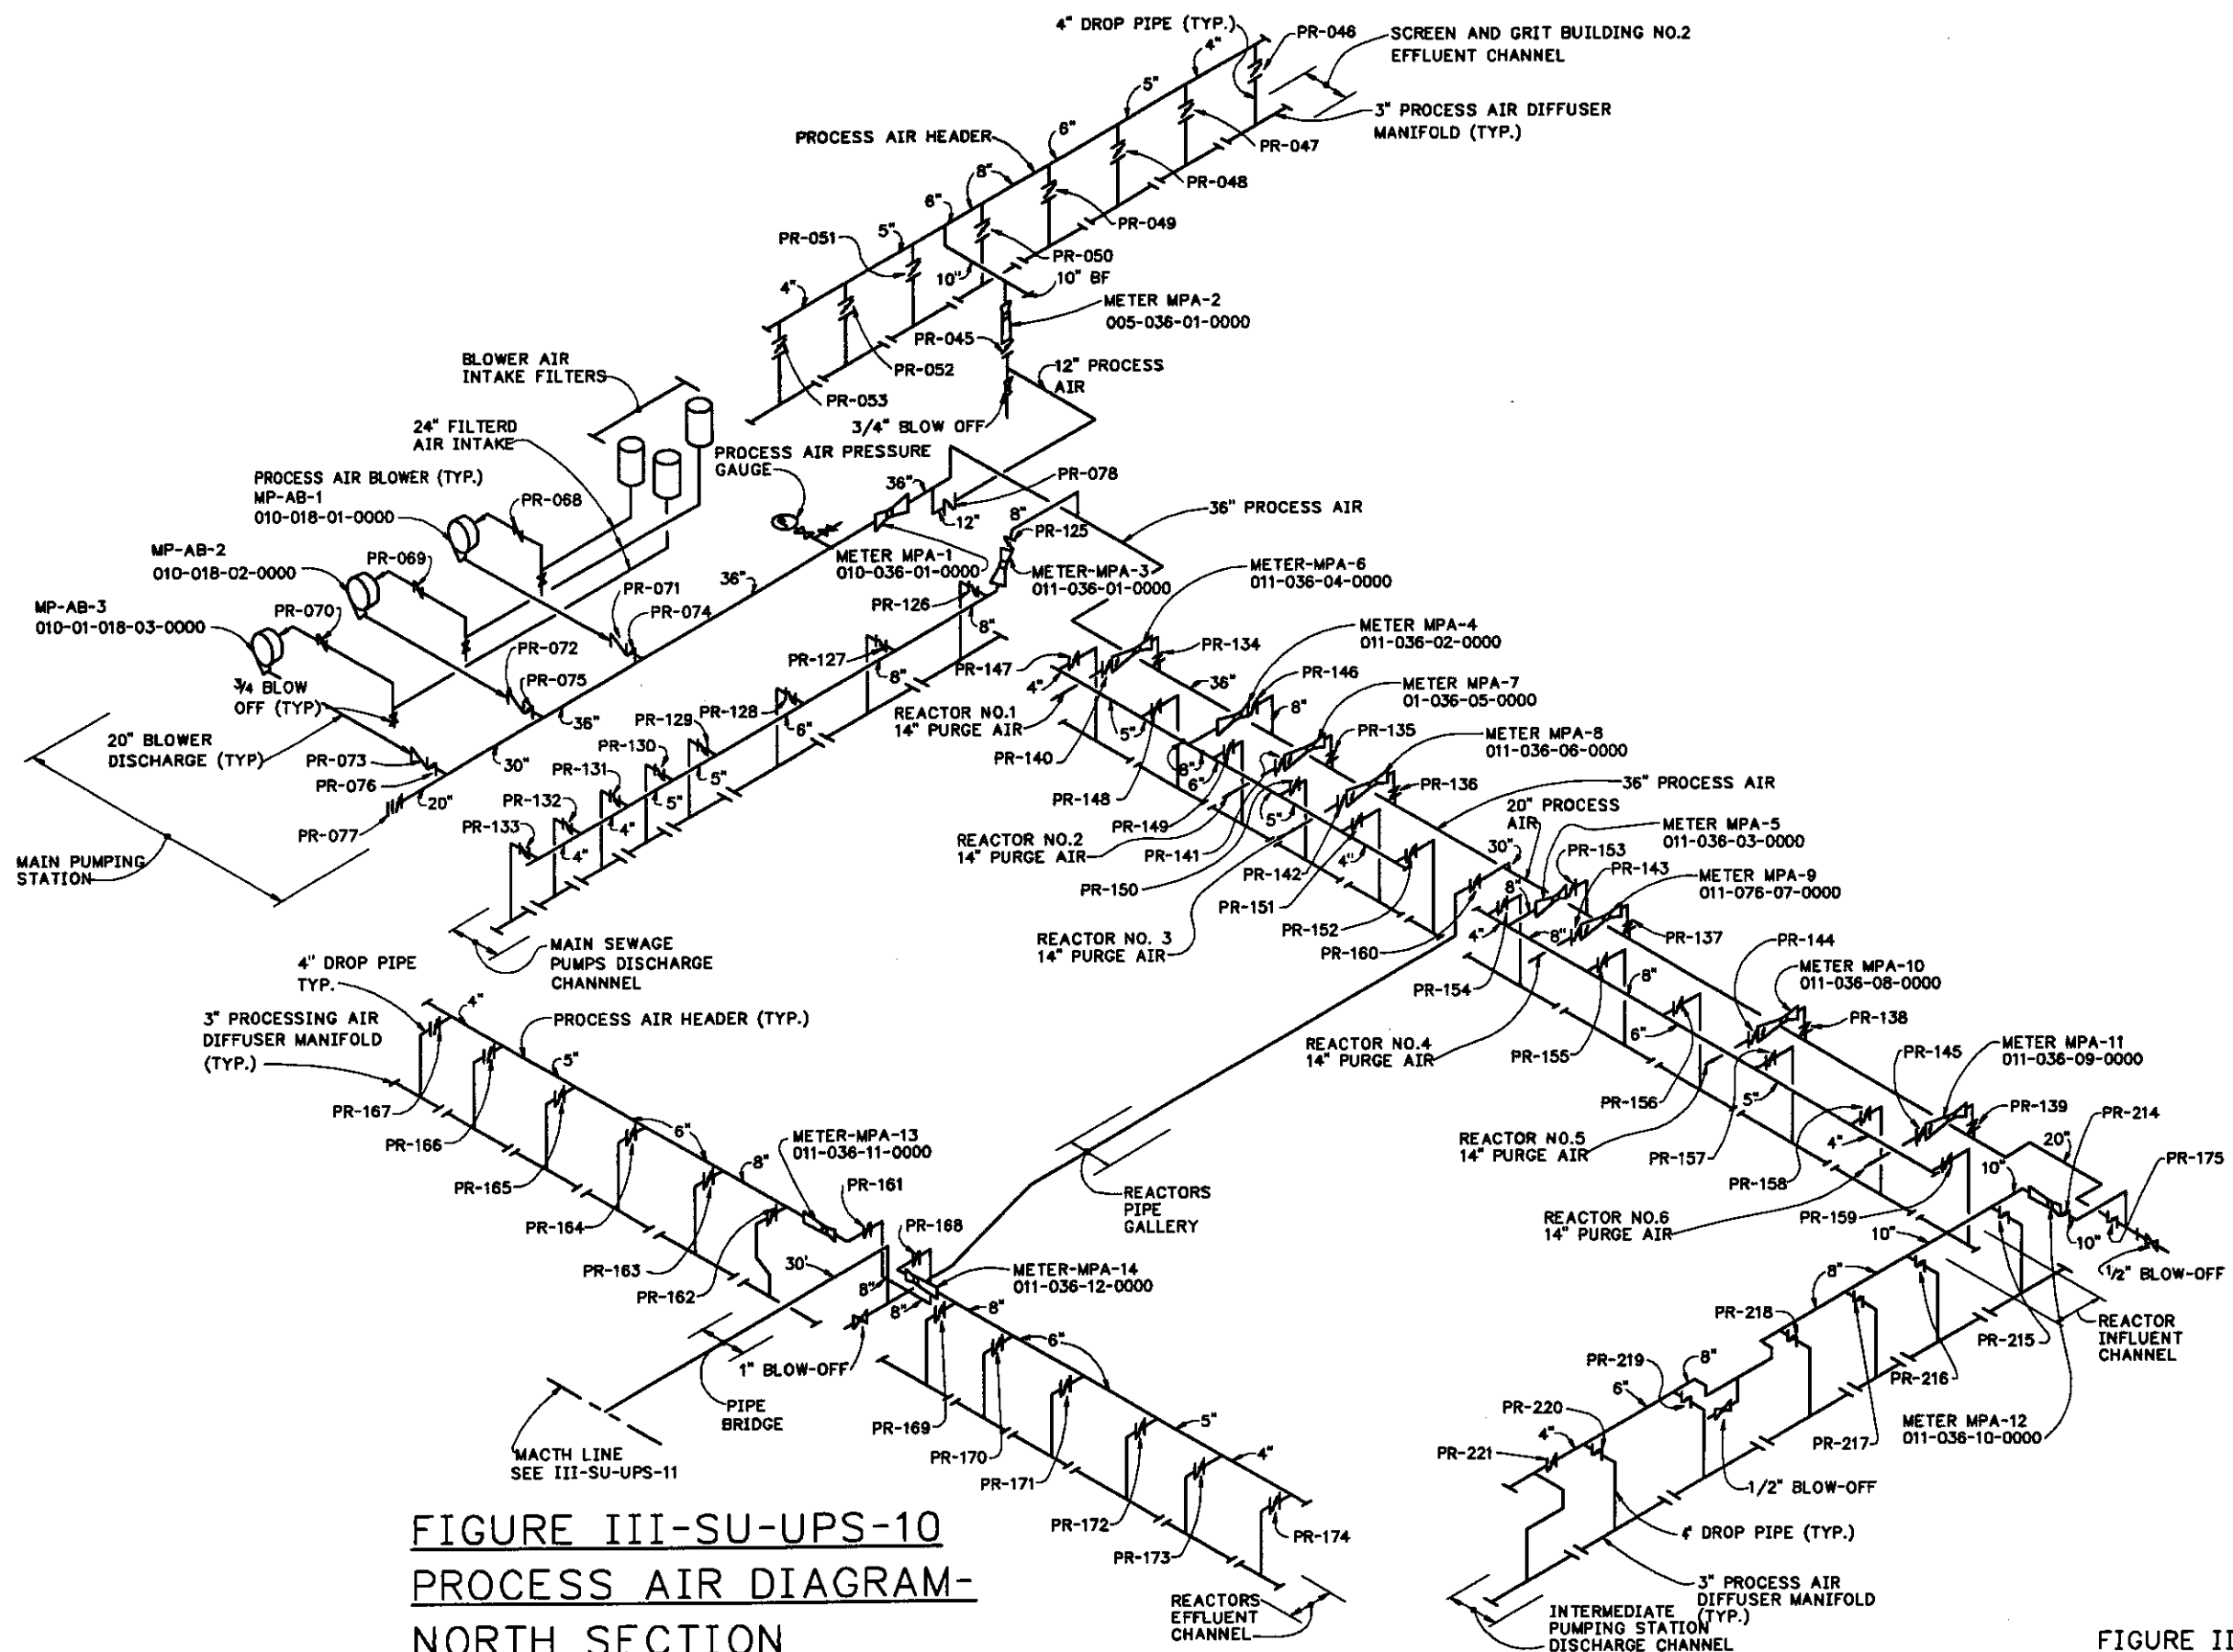 4" DROP PIPE (TYP.)
PR-046
SCREEN AND GRIT BUILDING NO.2
EFFLUENT CHANNEL
4"
5"
3" PROCESS AIR DIFFUSER
MANIFOLD (TYP.)
PROCESS AIR HEADER
6"
PR-047
8"
PR-048
6"
PR-049
PR-051
5"
PR-050
10"
10" BF
4"
METER MPA-2
005-036-01-0000
PR-045
BLOWER AIR
INTAKE FILTERS
PR-052
12" PROCESS
AIR
PR-053
3/4" BLOW OFF
24" FILTERD
AIR INTAKE
PROCESS AIR PRESSURE
GAUGE
PROCESS AIR BLOWER (TYP.)
MP-AB-1
010-018-01-0000
PR-068
36"
PR-078
12"
8"
36" PROCESS AIR
PR-125
MP-AB-2
010-018-02-0000
PR-069
METER MPA-1
010-036-01-0000
METER-MPA-3
011-036-01-0000
METER-MPA-6
011-036-04-0000
PR-071
36"
PR-074
PR-126
MP-AB-3
010-01-018-03-0000
PR-070
8"
METER MPA-4
011-036-02-0000
PR-072
PR-127
PR-147
PR-134
3/4 BLOW
OFF (TYP)
PR-075
8"
4"
36"
PR-146
METER MPA-7
01-036-05-0000
36"
PR-129
PR-128
REACTOR NO.1
14" PURGE AIR
5"
8"
20" BLOWER
DISCHARGE (TYP)
6"
PR-135
METER MPA-8
011-036-06-0000
PR-073
30"
PR-130
PR-140
8"
6"
PR-076
PR-131
5"
20"
5"
PR-148
6"
PR-136
36" PROCESS AIR
PR-132
4"
PR-149
5"
20" PROCESS
AIR
PR-077
PR-133
4"
REACTOR NO.2
14" PURGE AIR
PR-141
METER MPA-5
011-036-03-0000
MAIN PUMPING
STATION
PR-150
PR-142
4"
30"
PR-153
PR-143
METER MPA-9
011-076-07-0000
PR-151
8"
MAIN SEWAGE
PUMPS DISCHARGE
CHANNNEL
REACTOR NO. 3
14" PURGE AIR
PR-152
PR-160
4"
8"
PR-137
PR-144
METER MPA-10
011-036-08-0000
4" DROP PIPE
TYP.
PR-154
8"
4"
3" PROCESSING AIR
DIFFUSER MANIFOLD
(TYP.)
PROCESS AIR HEADER (TYP.)
PR-138
REACTOR NO.4
14" PURGE AIR
PR-155
6"
PR-145
METER MPA-11
011-036-09-0000
5"
PR-167
PR-156
5"
PR-139
PR-214
PR-166
6"
METER-MPA-13
011-036-11-0000
REACTOR NO.5
14" PURGE AIR
PR-157
4"
20"
PR-165
8"
PR-161
REACTORS
PIPE
GALLERY
PR-158
10"
PR-175
PR-164
REACTOR NO.6
14" PURGE AIR
PR-159
PR-168
10"
10"
PR-163
30'
METER-MPA-14
011-036-12-0000
1/2" BLOW-OFF
PR-162
8"
8"
8"
8"
PR-218
REACTOR
INFLUENT
CHANNEL
6"
PR-215
1" BLOW-OFF
PR-219
8"
PR-216
PIPE
BRIDGE
6"
PR-169
5"
PR-220
METER MPA-12
011-036-10-0000
PR-217
MACTH LINE
SEE III-SU-UPS-11
PR-170
4"
4"
PR-221
PR-171
1/2" BLOW-OFF
PR-172
PR-174
4' DROP PIPE (TYP.)
PR-173
3" PROCESS AIR
DIFFUSER MANIFOLD
(TYP.)
REACTORS
EFFLUENT
CHANNEL
INTERMEDIATE
PUMPING STATION
DISCHARGE CHANNEL
FIGURE III-SU-UPS-10
PROCESS AIR DIAGRAM-
NORTH SECTION
FIGURE II